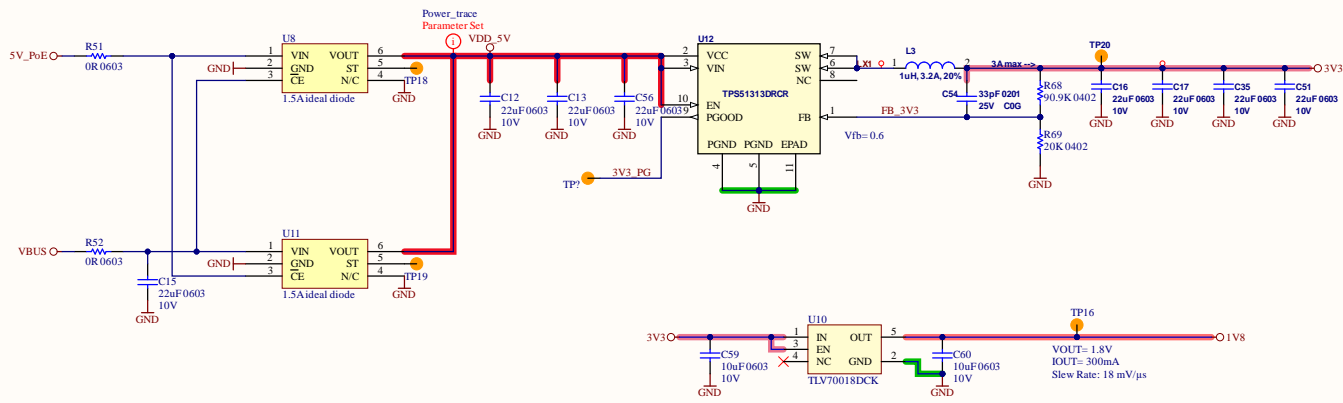 Power_trace
Parameter Set
i
VDD_5V
5V_PoE
R51
0R 0603
U8
1 VIN VOUT 6
GND 2 GND ST 5
3 CE N/C 4
1.5A ideal diode
TP18
GND
C12
22uF 0603
10V
GND
C13
22uF 0603
10V
GND
C56
22uF 0603
10V
GND
U12
2 VCC SW 7
3 VIN SW 6
NC 8
TPS51313DRCR
10 EN
9 PGOOD FB 1
PGND PGND EPAD
4 5 11
GND
3V3_PG
TP?
X1
L3
1 2
1uH, 3.2A, 20%
3A max -->
TP20
3V3
C54
33pF 0201
25V C0G
R68
90.9K 0402
FB_3V3
Vfb= 0.6
R69
20K 0402
GND
C16
22uF 0603
10V
GND
C17
22uF 0603
10V
GND
C35
22uF 0603
10V
GND
C51
22uF 0603
10V
GND
VBUS
R52
0R 0603
C15
22uF 0603
10V
GND
U11
1 VIN VOUT 6
GND 2 GND ST 5
3 CE N/C 4
1.5A ideal diode
TP19
GND
3V3
C59
10uF 0603
10V
GND
U10
1 IN OUT 5
3 EN
4 NC GND 2
TLV70018DCK
C60
10uF 0603
10V
GND
TP16
1V8
VOUT= 1.8V
IOUT= 300mA
Slew Rate: 18 mV/µs